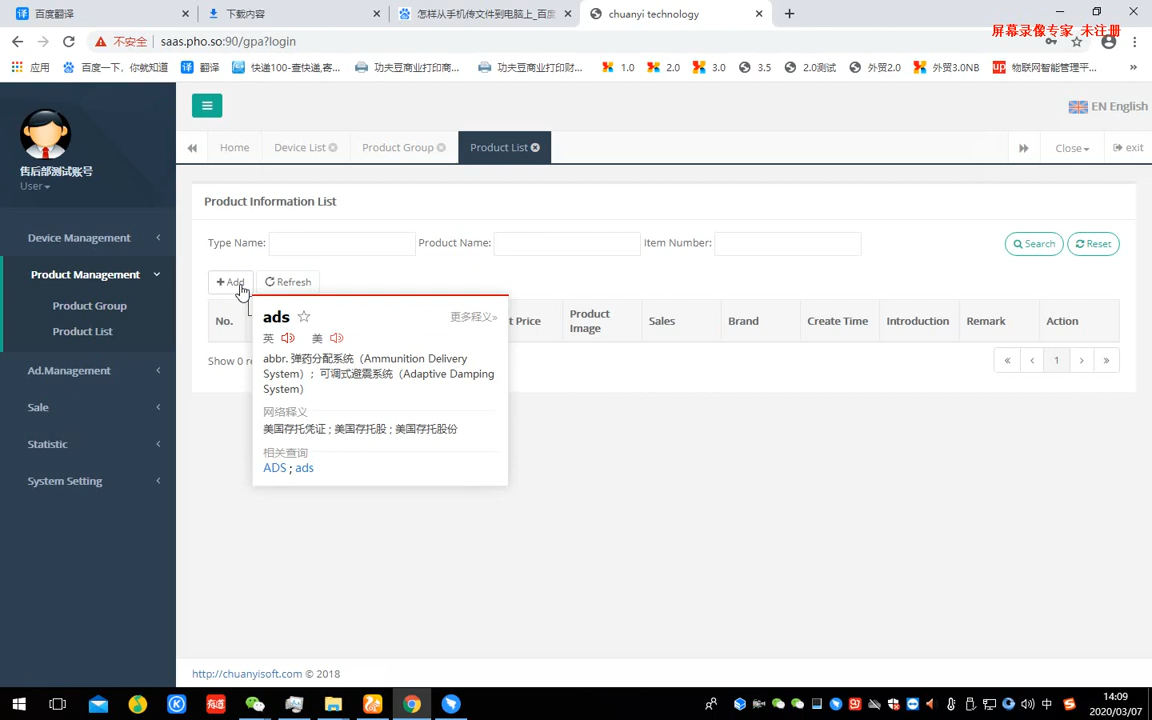 百度翻译
下载内容
怎样从手机传文件到电脑上_百度
chuanyi technology
屏幕录像专家 未注册
不安全 saas.pho.so:90/gpa?login
应用 百度一下，你就知道 翻译 快递100-查快递,寄... 功夫豆商业打印商... 功夫豆商业打印财... 1.0 2.0 3.0 3.5 2.0测试 外贸2.0 外贸3.0NB 物联网智能管理平...
EN English
Home Device List Product Group Product List Close exit
售后部测试账号
User
Product Information List
Device Management
Type Name: Product Name: Item Number: Search Reset
Product Management
Add Refresh
Product Group
Product List
No. t Price Product Image Sales Brand Create Time Introduction Remark Action
ads 更多释义»
英 美
abbr. 弹药分配系统（Ammunition Delivery
System）；可调式避震系统（Adaptive Damping
System）
网络释义
美国存托凭证 ; 美国存托股 ; 美国存托股份
相关查询
ADS ; ads
Show 0 re
« ‹ 1 › »
Ad.Management
Sale
Statistic
System Setting
http://chuanyisoft.com © 2018
有道
中
14:09
2020/03/07